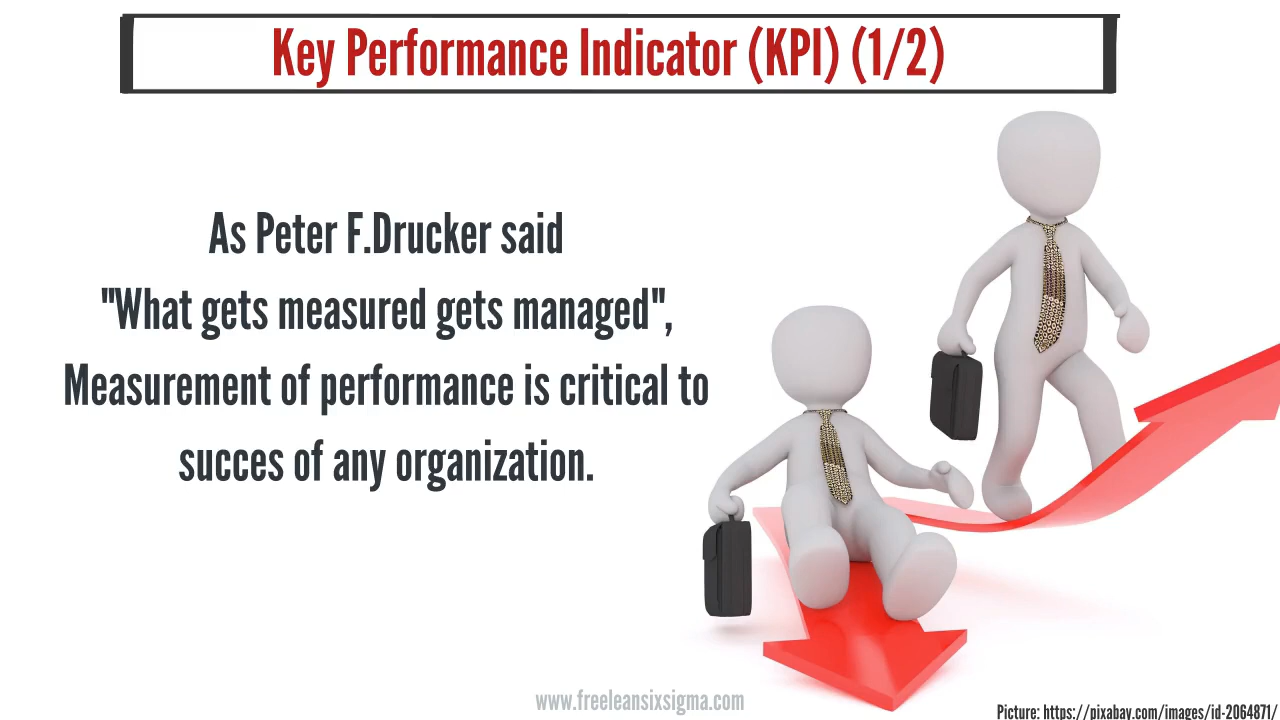 Key Performance Indicator (KPI) (1/2)
As Peter F.Drucker said
"What gets measured gets managed",
Measurement of performance is critical to
succes of any organization.
www.freeleansixsigma.com
Picture: https://pixabay.com/images/id-2064871/